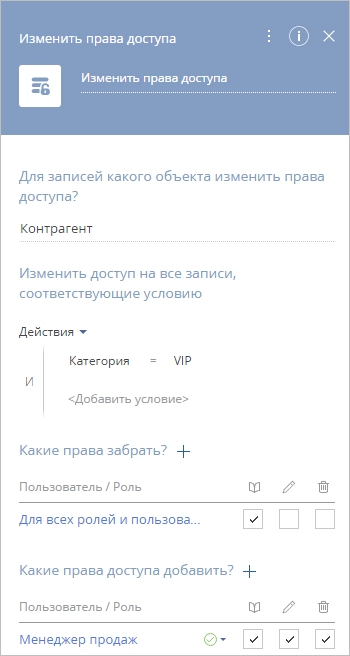 Изменить права доступа
Изменить права доступа
Для записей какого объекта изменить права
доступа?
Контрагент
Изменить доступ на все записи,
соответствующие условию
Действия
Категория = VIP
И
<Добавить условие>
Какие права забрать? +
Пользователь / Роль
Для всех ролей и пользова...
Какие права доступа добавить? +
Пользователь / Роль
Менеджер продаж